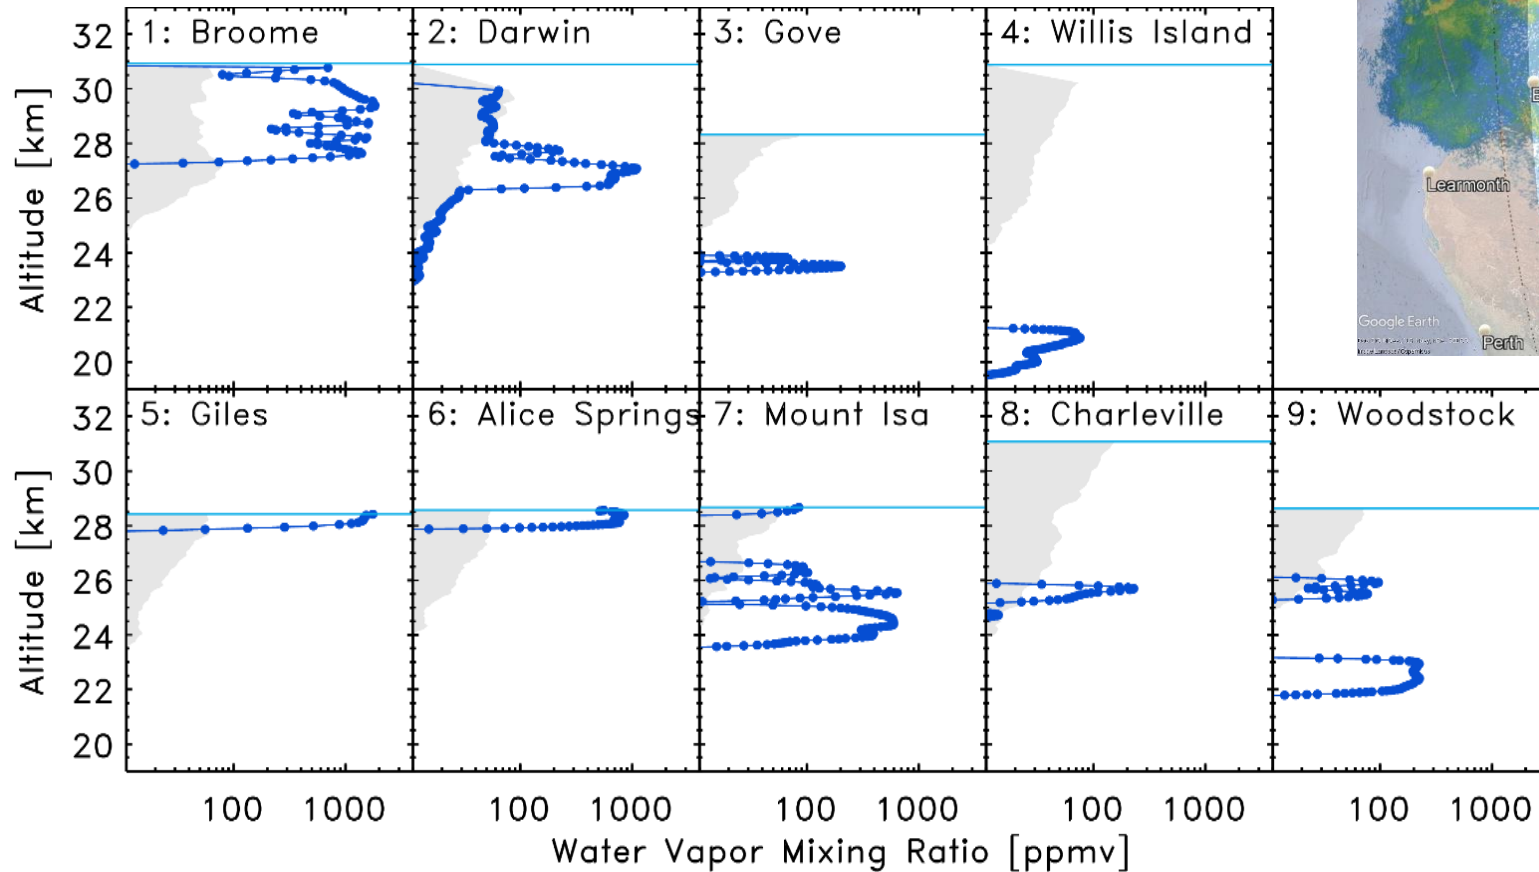 1: Broome
2: Darwin
3: Gove
4: Willis Island
32
30
28
26
24
22
20
Altitude [km]
Learmonth
Google Earth
Perth
5: Giles
6: Alice Springs
7: Mount Isa
8: Charleville
9: Woodstock
32
30
28
26
24
22
20
Altitude [km]
100 1000 100 1000 100 1000 100 1000 100 1000
Water Vapor Mixing Ratio [ppmv]